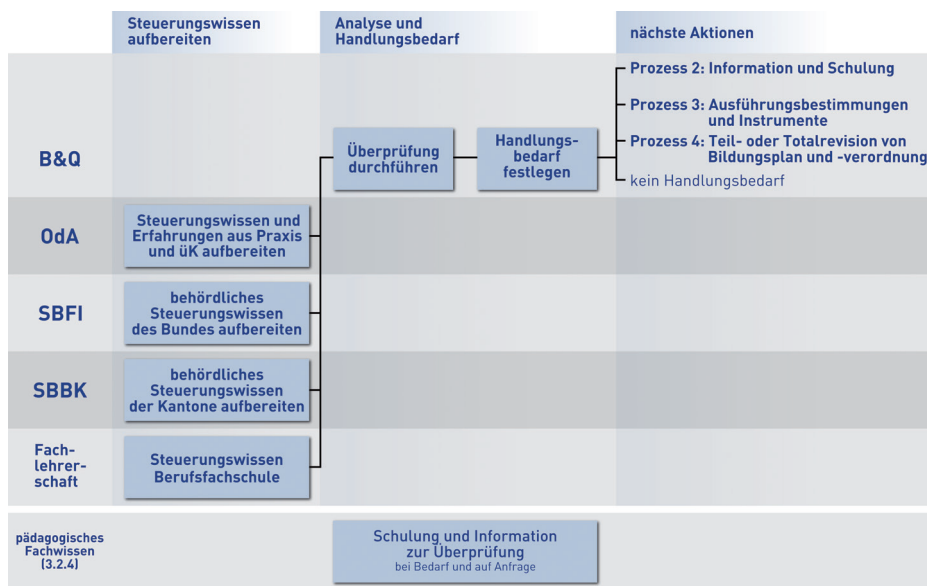 Steuerungswissen
aufbereiten
Analyse und
Handlungsbedarf
nächste Aktionen
B&Q
Überprüfung
durchführen
Handlungs-
bedarf
festlegen
Prozess 2: Information und Schulung
Prozess 3: Ausführungsbestimmungen
und Instrumente
Prozess 4: Teil- oder Totalrevision von
Bildungsplan und -verordnung
kein Handlungsbedarf
OdA
Steuerungswissen und
Erfahrungen aus Praxis
und üK aufbereiten
SBFI
behördliches
Steuerungswissen
des Bundes aufbereiten
SBBK
behördliches
Steuerungswissen
der Kantone aufbereiten
Fach-
lehrer-
schaft
Steuerungswissen
Berufsfachschule
pädagogisches
Fachwissen
(3.2.4)
Schulung und Information
zur Überprüfung
bei Bedarf und auf Anfrage